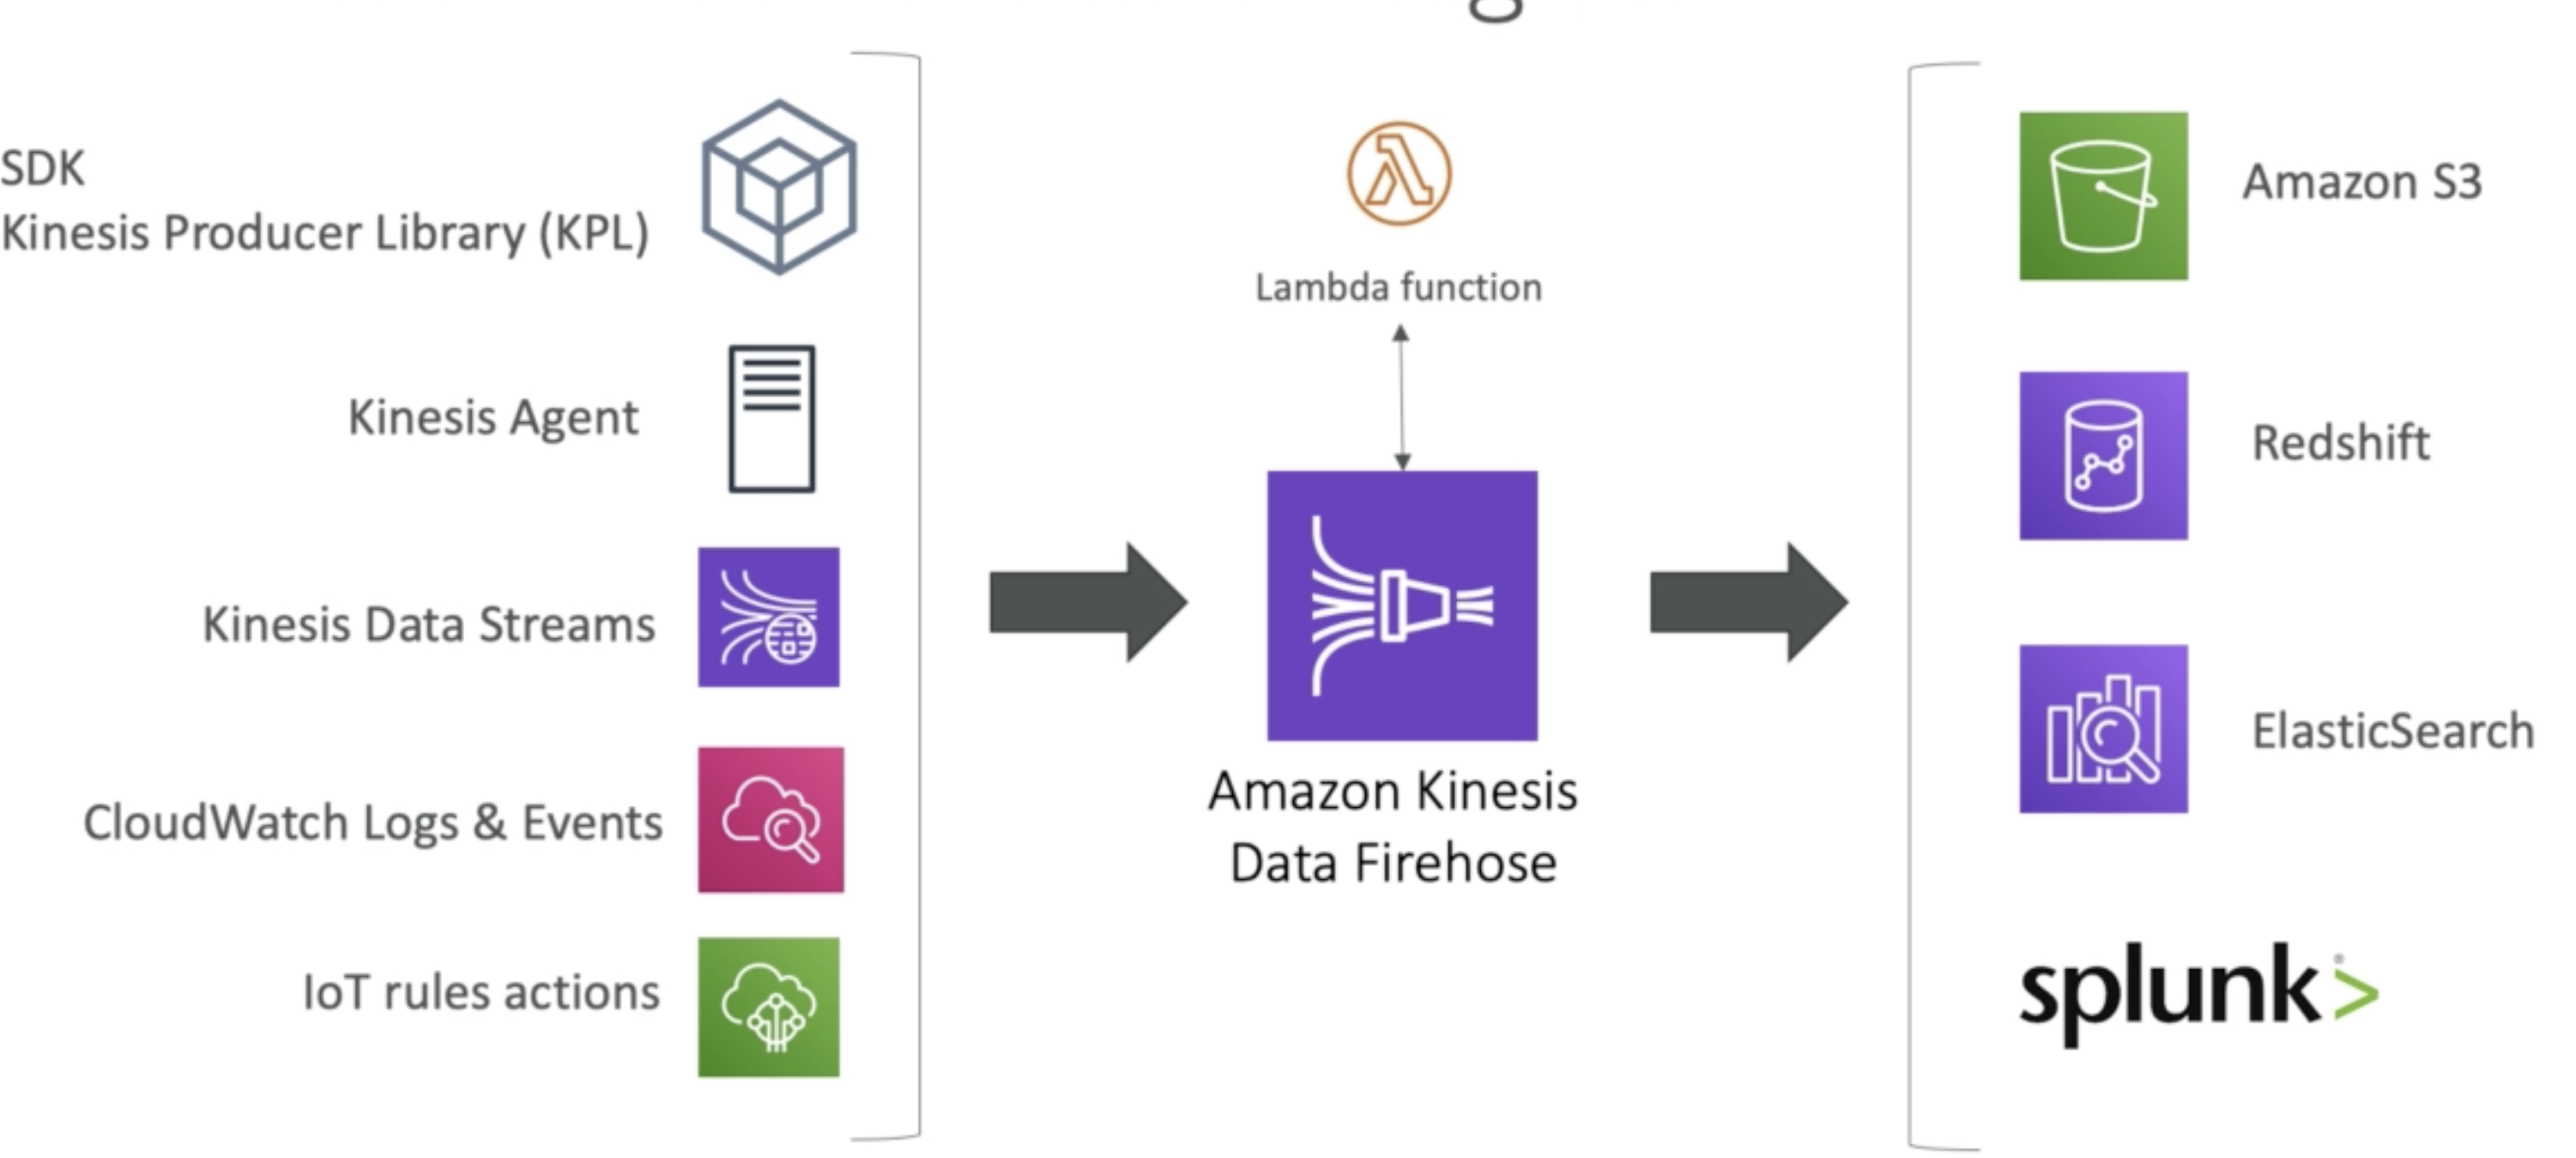 SDK
Kinesis Producer Library (KPL)
Kinesis Agent
Kinesis Data Streams
CloudWatch Logs & Events
IoT rules actions
Lambda function
Amazon Kinesis
Data Firehose
Amazon S3
Redshift
ElasticSearch
splunk>